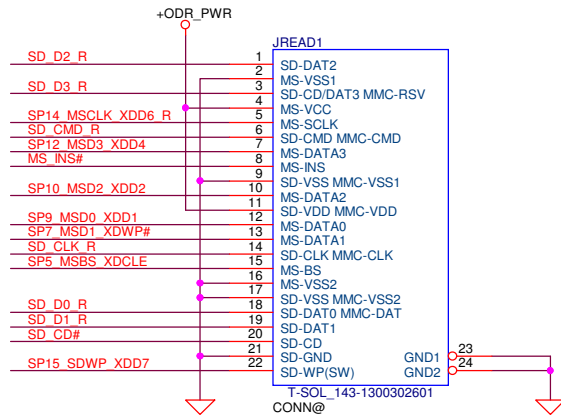 +ODR_PWR
JREAD1
SD_D2_R 1 SD-DAT2
2 MS-VSS1
SD_D3_R 3 SD-CD/DAT3 MMC-RSV
4 MS-VCC
SP14_MSCLK_XDD6_R 5 MS-SCLK
SD_CMD_R 6 SD-CMD MMC-CMD
SP12_MSD3_XDD4 7 MS-DATA3
MS_INS# 8 MS-INS
9 SD-VSS MMC-VSS1
SP10_MSD2_XDD2 10 MS-DATA2
11 SD-VDD MMC-VDD
SP9_MSD0_XDD1 12 MS-DATA0
SP7_MSD1_XDWP# 13 MS-DATA1
SD_CLK_R 14 SD-CLK MMC-CLK
SP5_MSBS_XDCLE 15 MS-BS
16 MS-VSS2
17 SD-VSS MMC-VSS2
SD_D0_R 18 SD-DAT0 MMC-DAT
SD_D1_R 19 SD-DAT1
SD_CD# 20 SD-CD
21 SD-GND GND1 23
SP15_SDWP_XDD7 22 SD-WP(SW) GND2 24
T-SOL_143-1300302601
CONN@